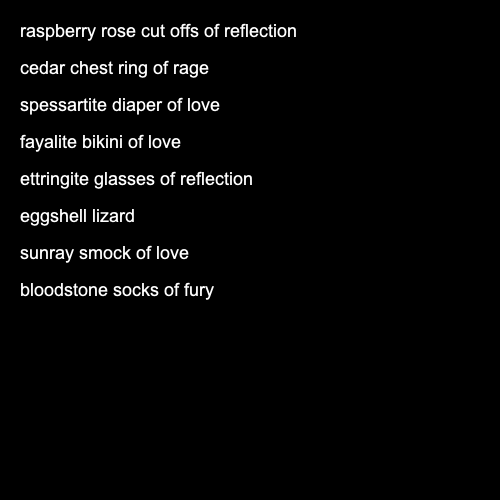 raspberry rose cut offs of reflection
cedar chest ring of rage
spessartite diaper of love
fayalite bikini of love
ettringite glasses of reflection
eggshell lizard
sunray smock of love
bloodstone socks of fury